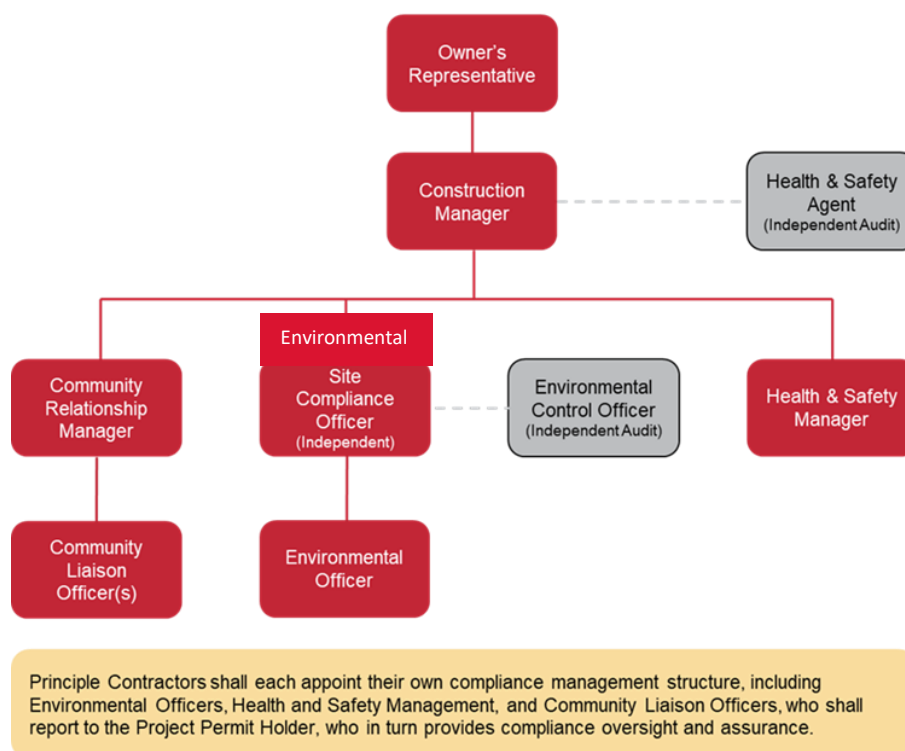 Owner's
Representative
Construction
Manager
Health & Safety
Agent
(Independent Audit)
Environmental
Community
Relationship
Manager
Site
Compliance
Officer
(Independent)
Environmental
Control Officer
(Independent Audit)
Health & Safety
Manager
Community
Liaison
Officer(s)
Environmental
Officer
Principle Contractors shall each appoint their own compliance management structure, including
Environmental Officers, Health and Safety Management, and Community Liaison Officers, who shall
report to the Project Permit Holder, who in turn provides compliance oversight and assurance.